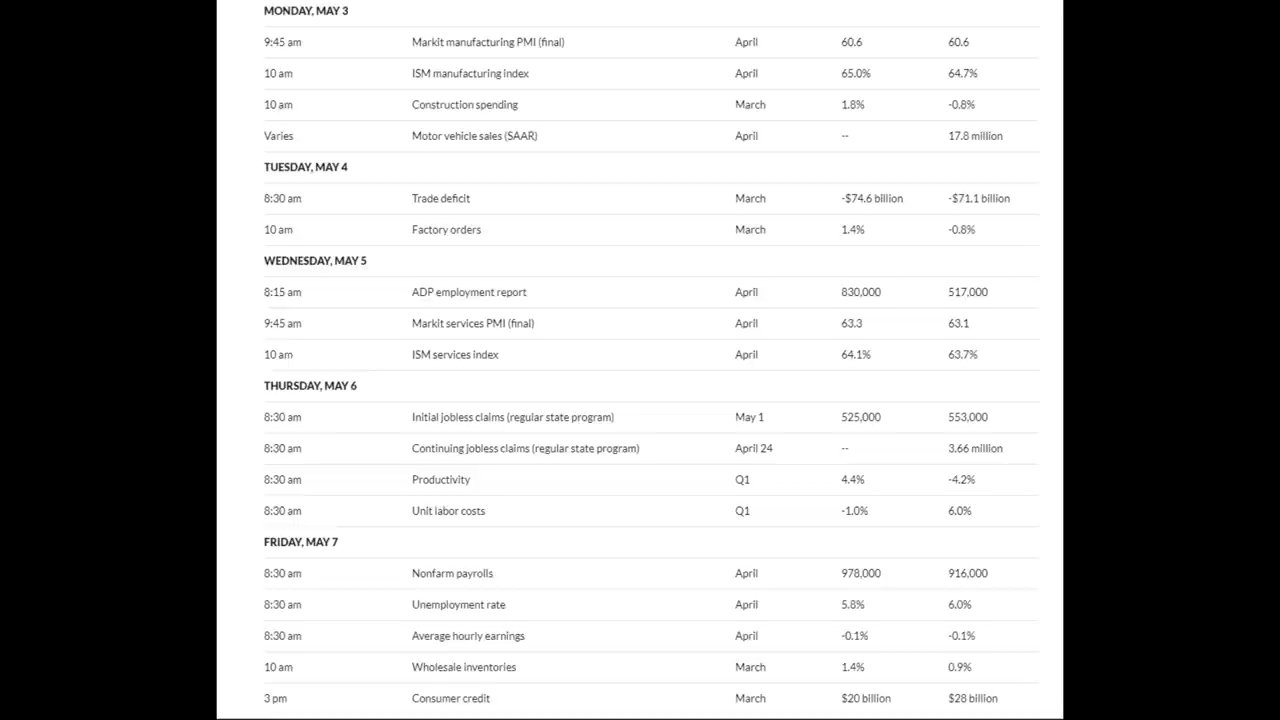 MONDAY, MAY 3
9:45 am Markit manufacturing PMI (final) April 60.6 60.6
10 am ISM manufacturing index April 65.0% 64.7%
10 am Construction spending March 1.8% -0.8%
Varies Motor vehicle sales (SAAR) April -- 17.8 million
TUESDAY, MAY 4
8:30 am Trade deficit March -$74.6 billion -$71.1 billion
10 am Factory orders March 1.4% -0.8%
WEDNESDAY, MAY 5
8:15 am ADP employment report April 830,000 517,000
9:45 am Markit services PMI (final) April 63.3 63.1
10 am ISM services index April 64.1% 63.7%
THURSDAY, MAY 6
8:30 am Initial jobless claims (regular state program) May 1 525,000 553,000
8:30 am Continuing jobless claims (regular state program) April 24 -- 3.66 million
8:30 am Productivity Q1 4.4% -4.2%
8:30 am Unit labor costs Q1 -1.0% 6.0%
FRIDAY, MAY 7
8:30 am Nonfarm payrolls April 978,000 916,000
8:30 am Unemployment rate April 5.8% 6.0%
8:30 am Average hourly earnings April -0.1% -0.1%
10 am Wholesale inventories March 1.4% 0.9%
3 pm Consumer credit March $20 billion $28 billion